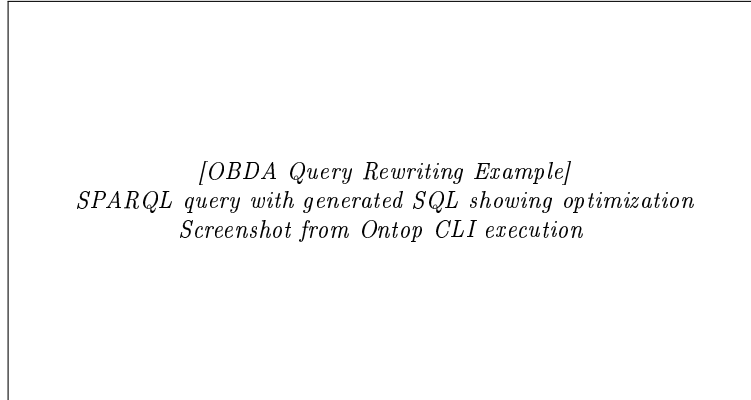 [OBDA Query Rewriting Example]
SPARQL query with generated SQL showing optimization
Screenshot from Ontop CLI execution